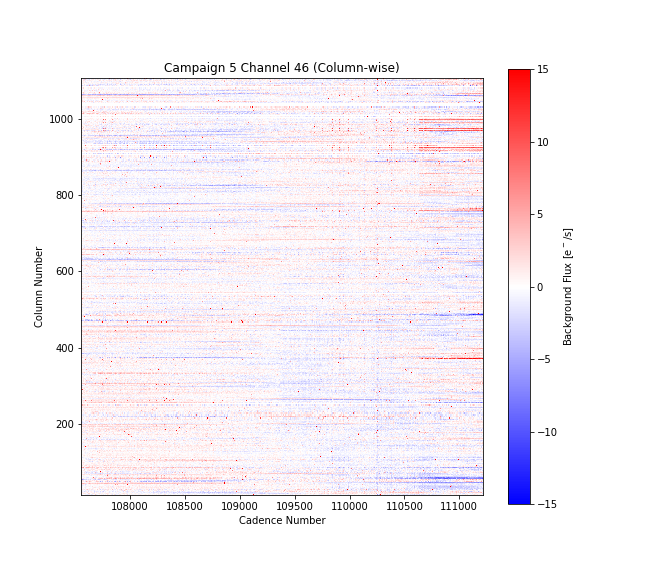 Campaign 5 Channel 46 (Column-wise)
1000
800
600
400
200
Column Number
108000 108500 109000 109500 110000 110500 111000
Cadence Number
15
10
5
0
−5
−10
−15
Background Flux [e⁻/s]